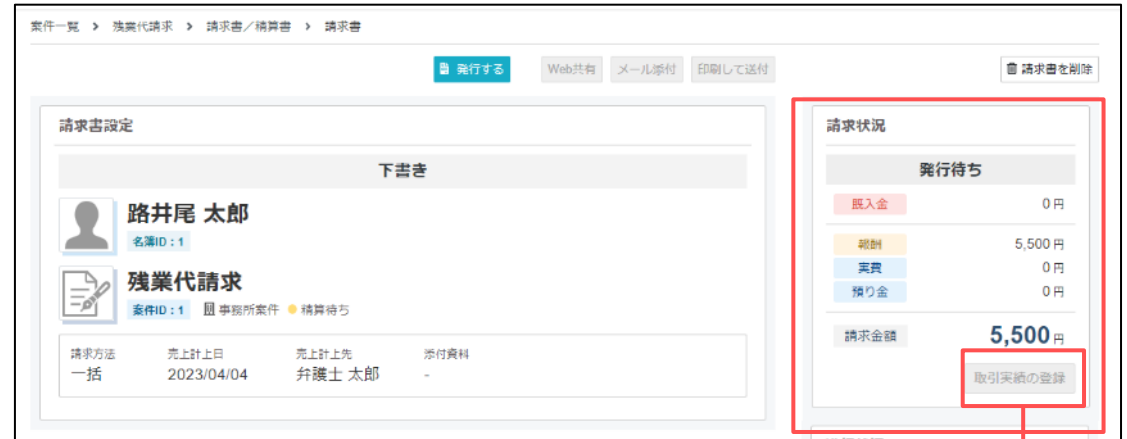 案件一覧 > 残業代請求 > 請求書／精算書 > 請求書
発行する Web共有 メール添付 印刷して送付 請求書を削除
請求書設定
下書き
路井尾 太郎
名簿ID：1
残業代請求
案件ID：1 事務所案件 精算待ち
請求方法 売上計上日 売上計上先 添付資料
一括 2023/04/04 弁護士 太郎 -
請求状況
発行待ち
既入金 0 円
報酬 5,500 円
実費 0 円
預り金 0 円
請求金額 5,500 円
取引実績の登録